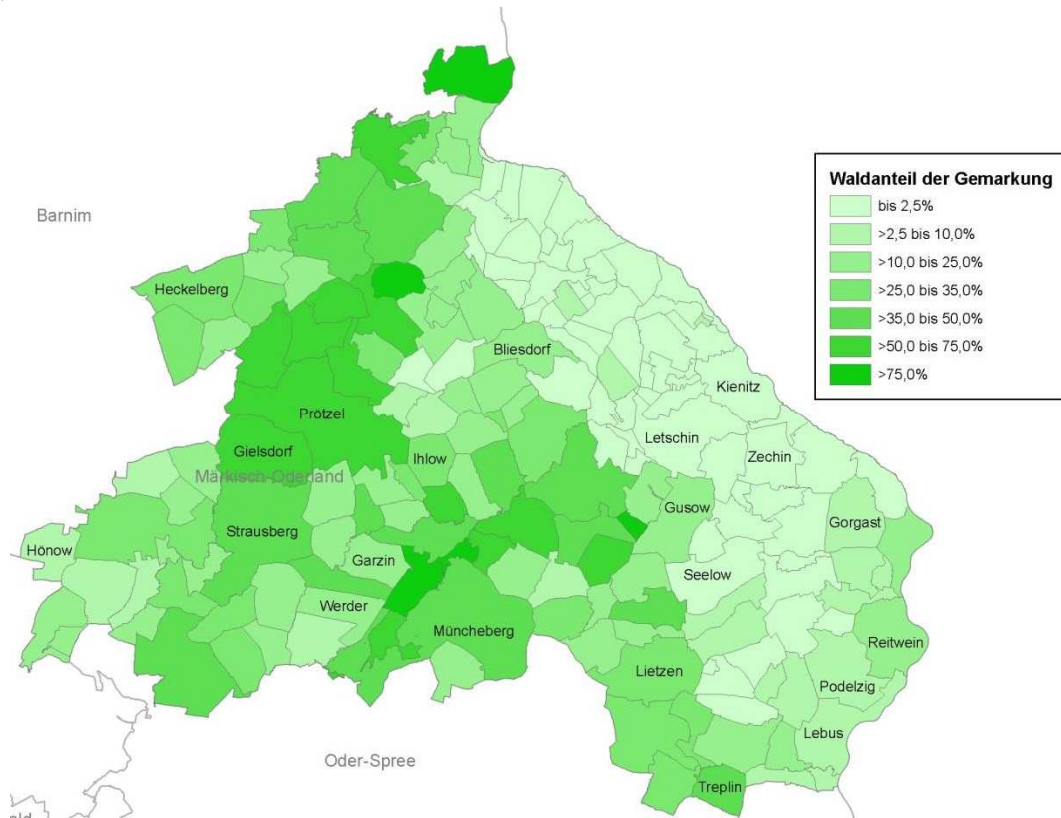 Waldanteil der Gemarkung
bis 2,5%
>2,5 bis 10,0%
>10,0 bis 25,0%
>25,0 bis 35,0%
>35,0 bis 50,0%
>50,0 bis 75,0%
>75,0%
Barnim
Heckelberg
Bliesdorf
Kienitz
Prötzel
Letschin
Gielsdorf
Ihlow
Zechin
Märkisch-Oderland
Gusow
Strausberg
Gorgast
Hönow
Garzin
Seelow
Werder
Müncheberg
Reitwein
Lietzen
Podelzig
Lebus
Oder-Spree
Treplin